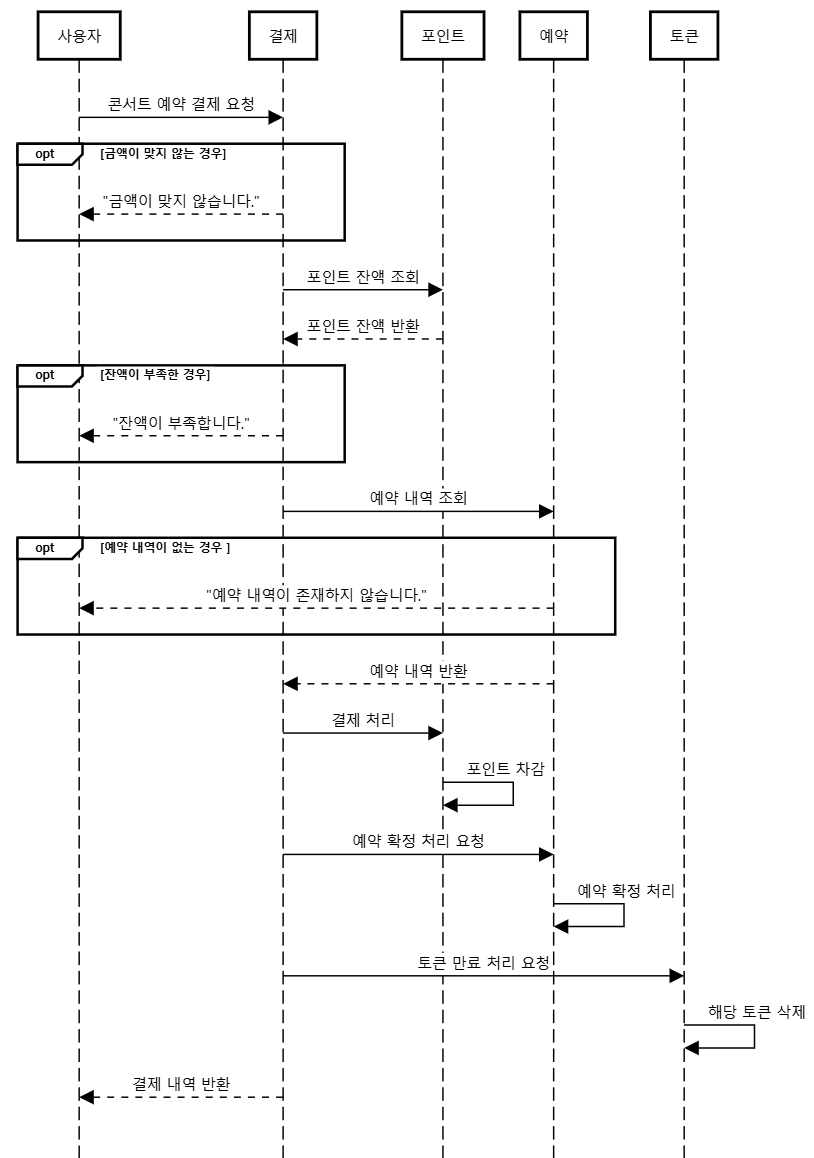 사용자
결제
포인트
예약
토큰
콘서트 예약 결제 요청
opt
[금액이 맞지 않는 경우]
"금액이 맞지 않습니다."
포인트 잔액 조회
포인트 잔액 반환
opt
[잔액이 부족한 경우]
"잔액이 부족합니다."
예약 내역 조회
opt
[예약 내역이 없는 경우 ]
"예약 내역이 존재하지 않습니다."
예약 내역 반환
결제 처리
포인트 차감
예약 확정 처리 요청
예약 확정 처리
토큰 만료 처리 요청
해당 토큰 삭제
결제 내역 반환